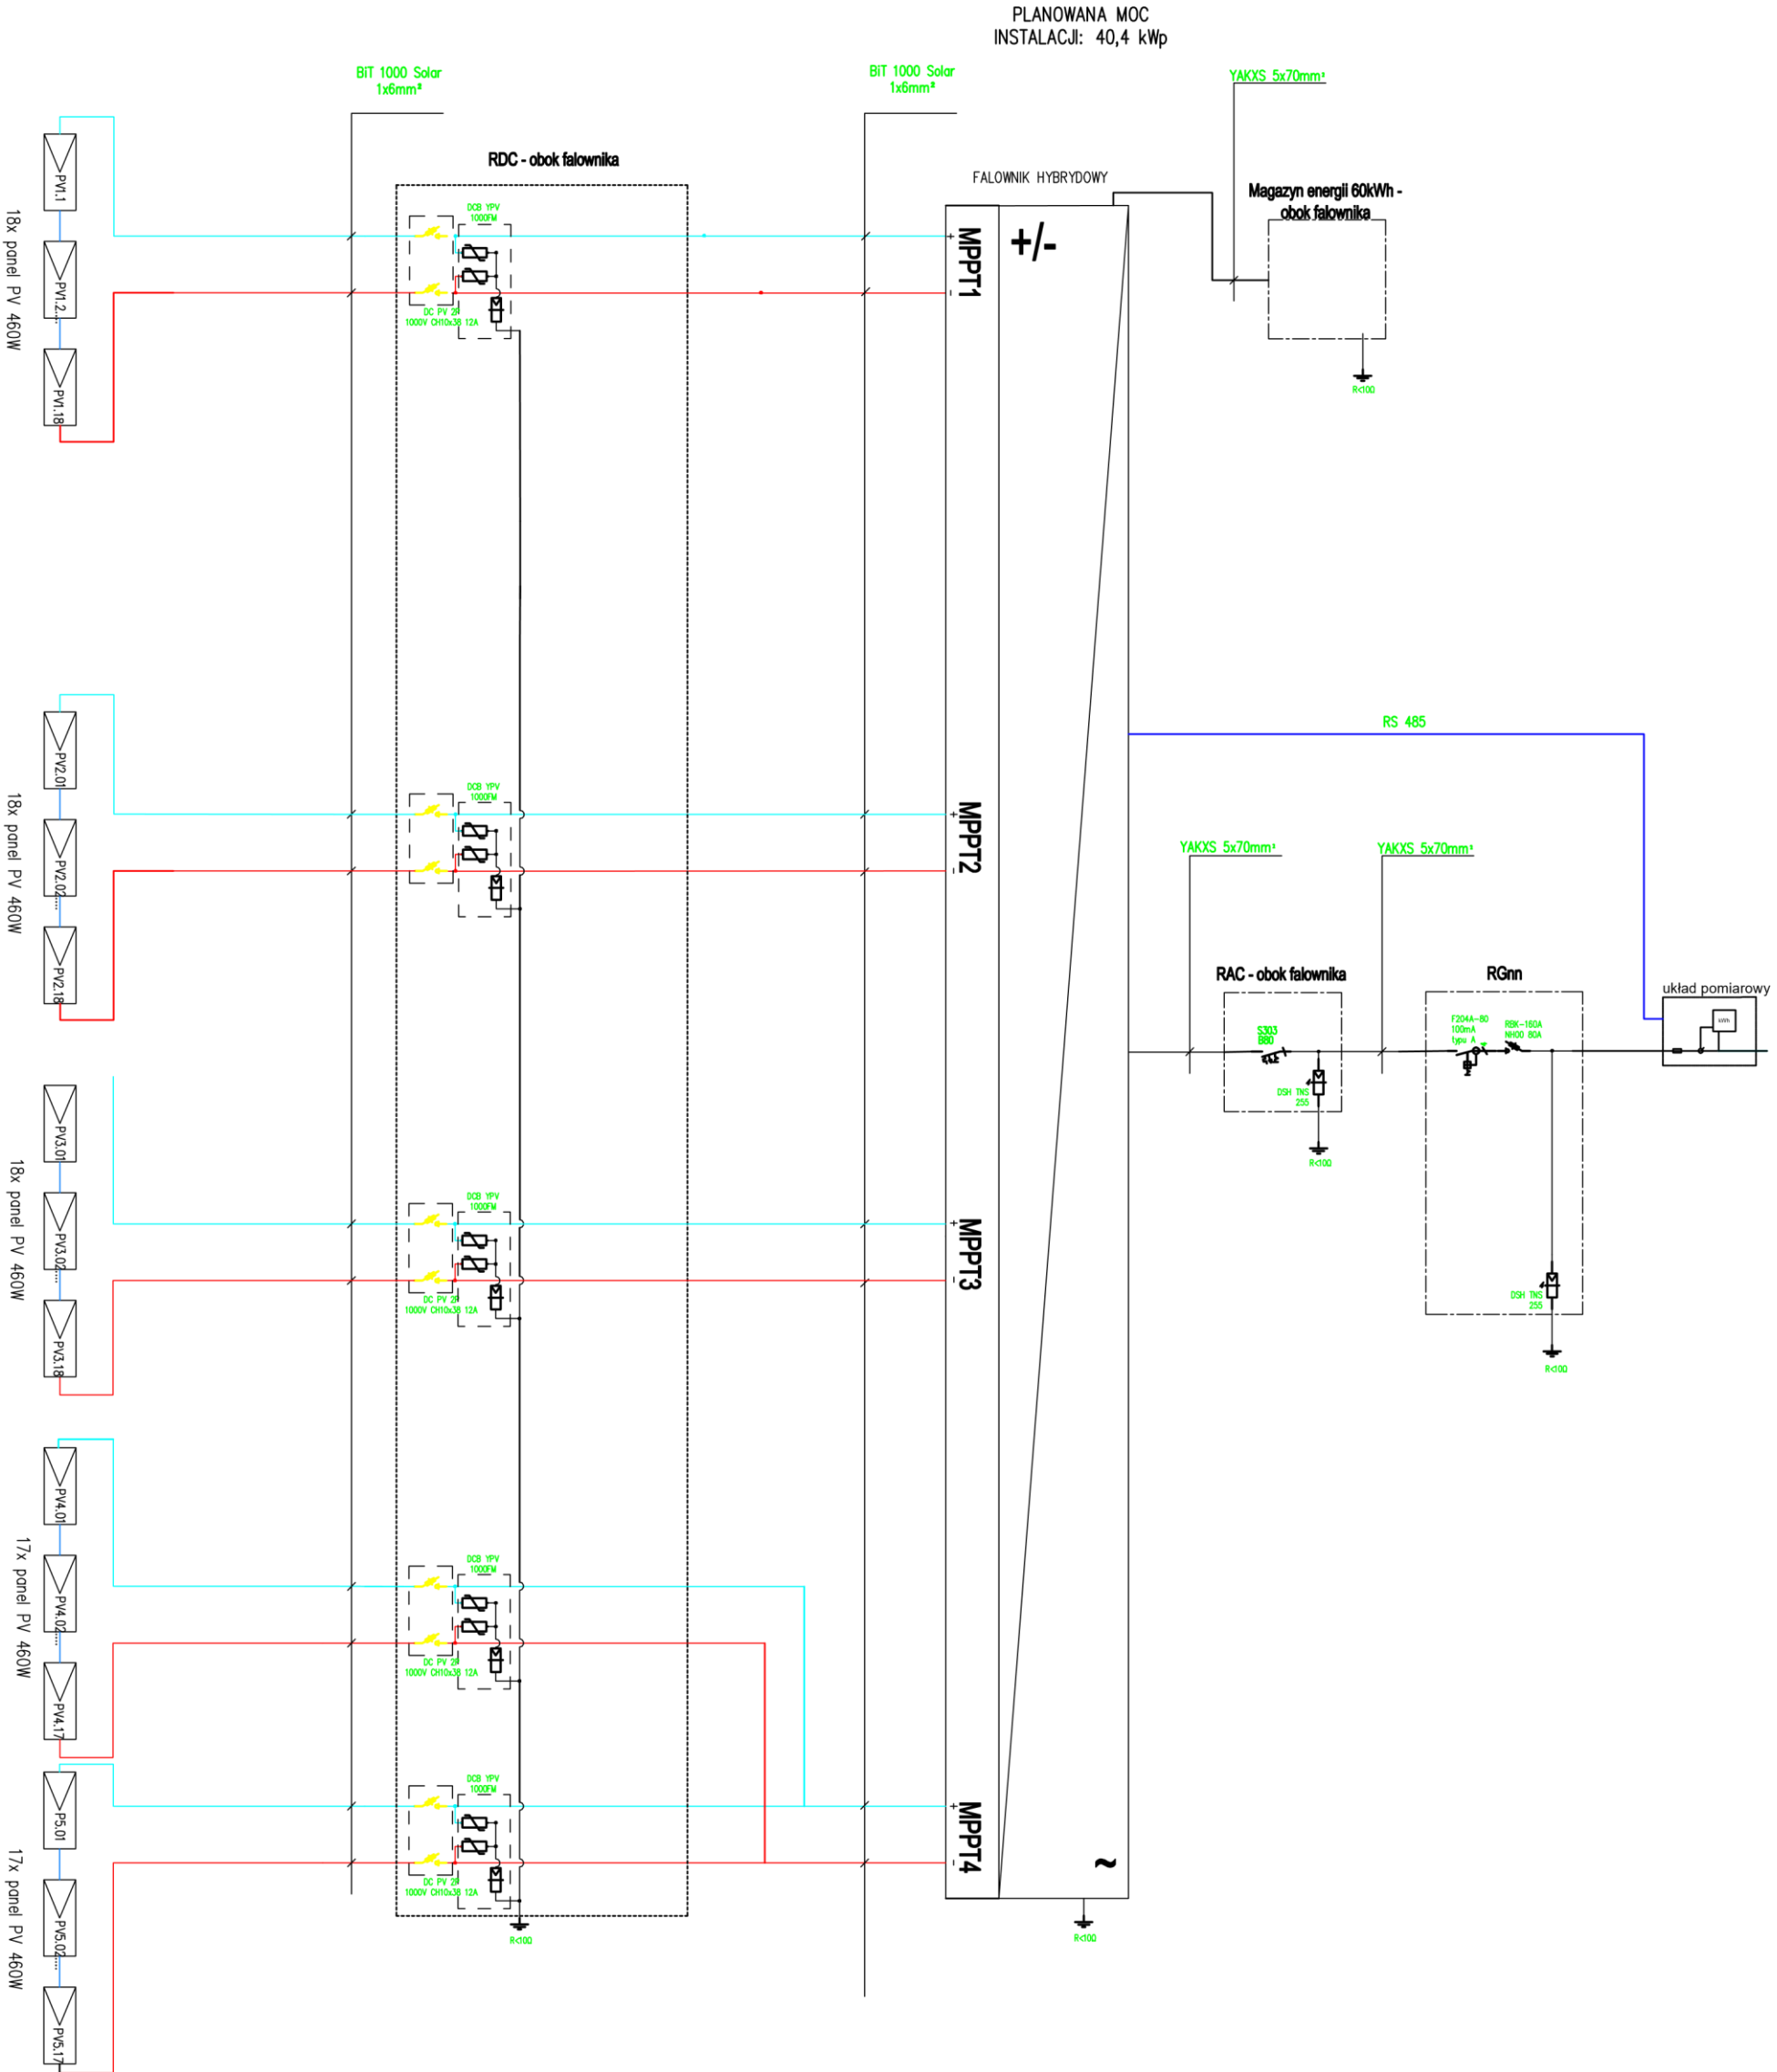 PLANOWANA MOC
INSTALACJI: 40,4 kWp
BiT 1000 Solar
1x6mm²
BiT 1000 Solar
1x6mm²
YAKXS 5x70mm²
RDC - obok falownika
FALOWNIK HYBRYDOWY
Magazyn energii 60kWh -
obok falownika
R<10Ω
18x panel PV 460W
PV1.1
PV1.2....
PV1.18
DCB YPV
1000FM
DC PV 2P
1000V CH10x38 12A
+
MPPT1
-
+/-
18x panel PV 460W
PV2.01
PV2.02....
PV2.18
DCB YPV
1000FM
+
MPPT2
-
RS 485
YAKXS 5x70mm²
YAKXS 5x70mm²
RAC - obok falownika
S303
B80
DSH TNS
255
R<10Ω
RGnn
F204A-80
100mA
typu A
RBK-160A
NH00 80A
DSH TNS
255
R<10Ω
układ pomiarowy
kWh
18x panel PV 460W
PV3.01
PV3.02....
PV3.18
DCB YPV
1000FM
DC PV 2P
1000V CH10x38 12A
+
MPPT3
-
17x panel PV 460W
PV4.01
PV4.02....
PV4.17
DCB YPV
1000FM
DC PV 2P
1000V CH10x38 12A
17x panel PV 460W
P5.01
PV5.02....
PV5.17
DCB YPV
1000FM
DC PV 2P
1000V CH10x38 12A
R<10Ω
+
MPPT4
-
~
R<10Ω